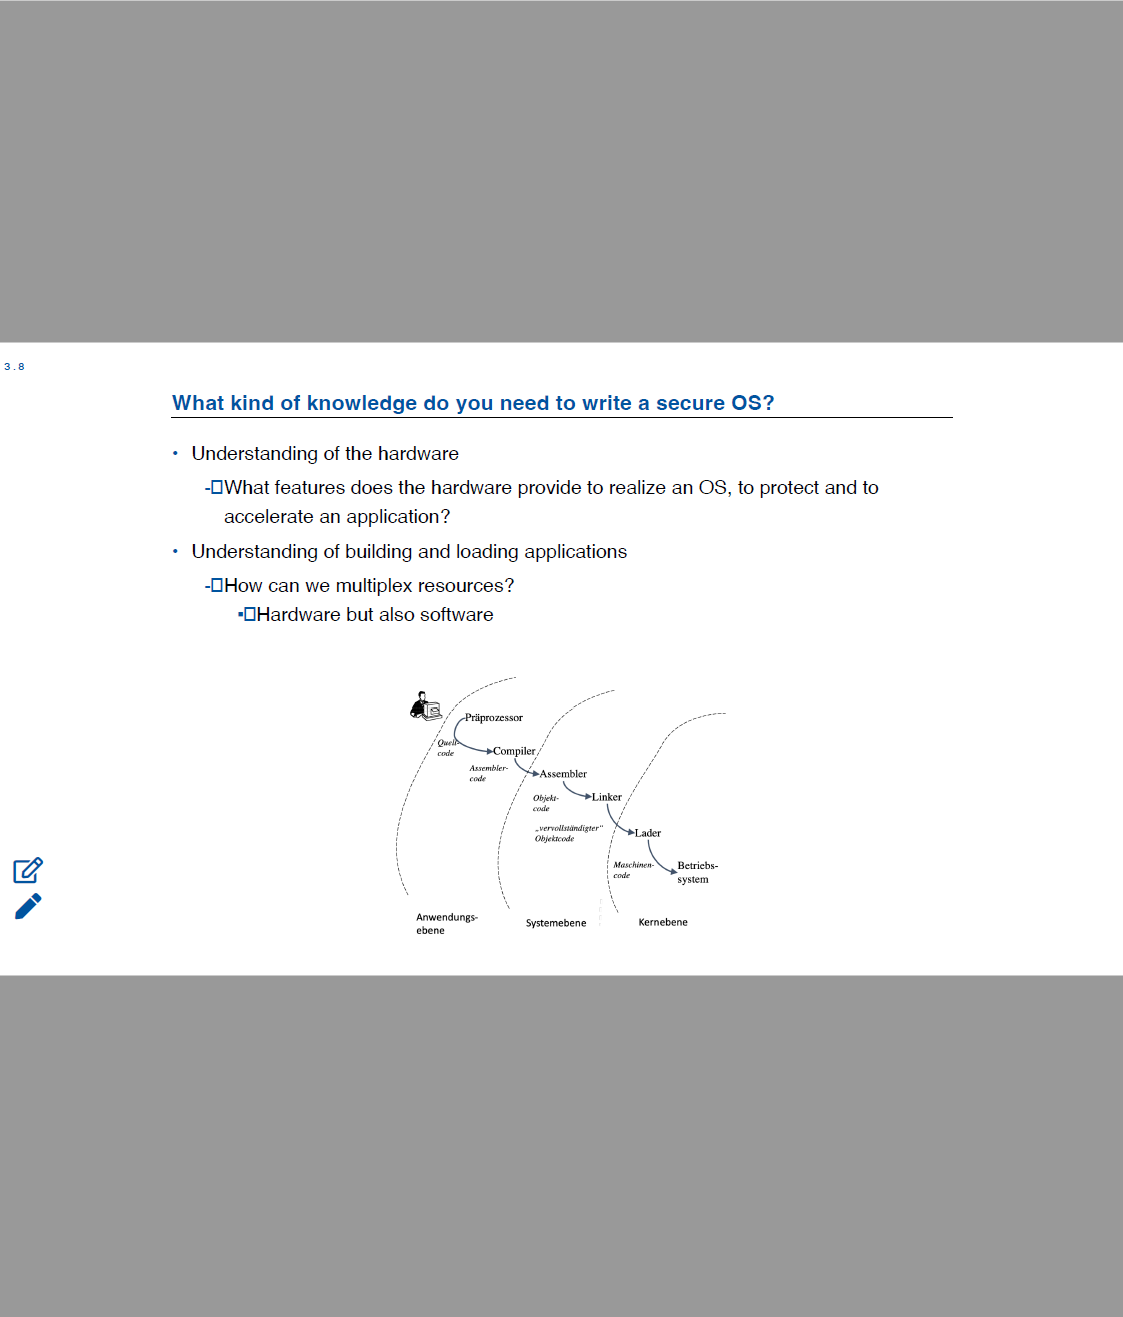 3.8
What kind of knowledge do you need to write a secure OS?
• Understanding of the hardware
-□What features does the hardware provide to realize an OS, to protect and to
accelerate an application?
• Understanding of building and loading applications
-□How can we multiplex resources?
▪□Hardware but also software
Präprozessor
Quell-
code
Compiler
Assembler-
code
Assembler
Objekt-
code
Linker
„vervollständigter“
Objektcode
Lader
Maschinen-
code
Betriebs-
system
Anwendungs-
ebene
Systemebene
Kernebene